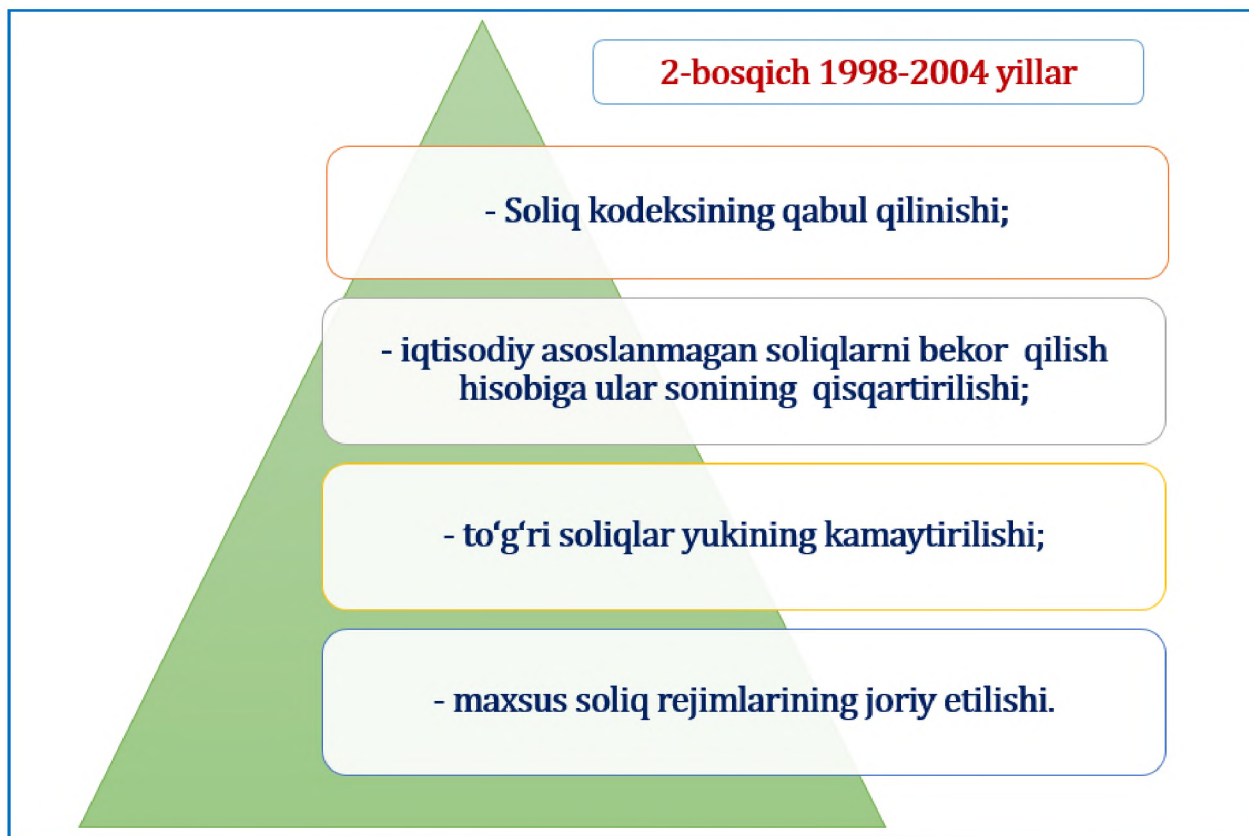 2-bosqich 1998-2004 yillar
- Soliq kodeksining qabul qilinishi;
- iqtisodiy asoslanmagan soliqlarni bekor qilish
hisobiga ular sonining qisqartirilishi;
- to‘g‘ri soliqlar yukining kamaytirilishi;
- maxsus soliq rejimlarining joriy etilishi.